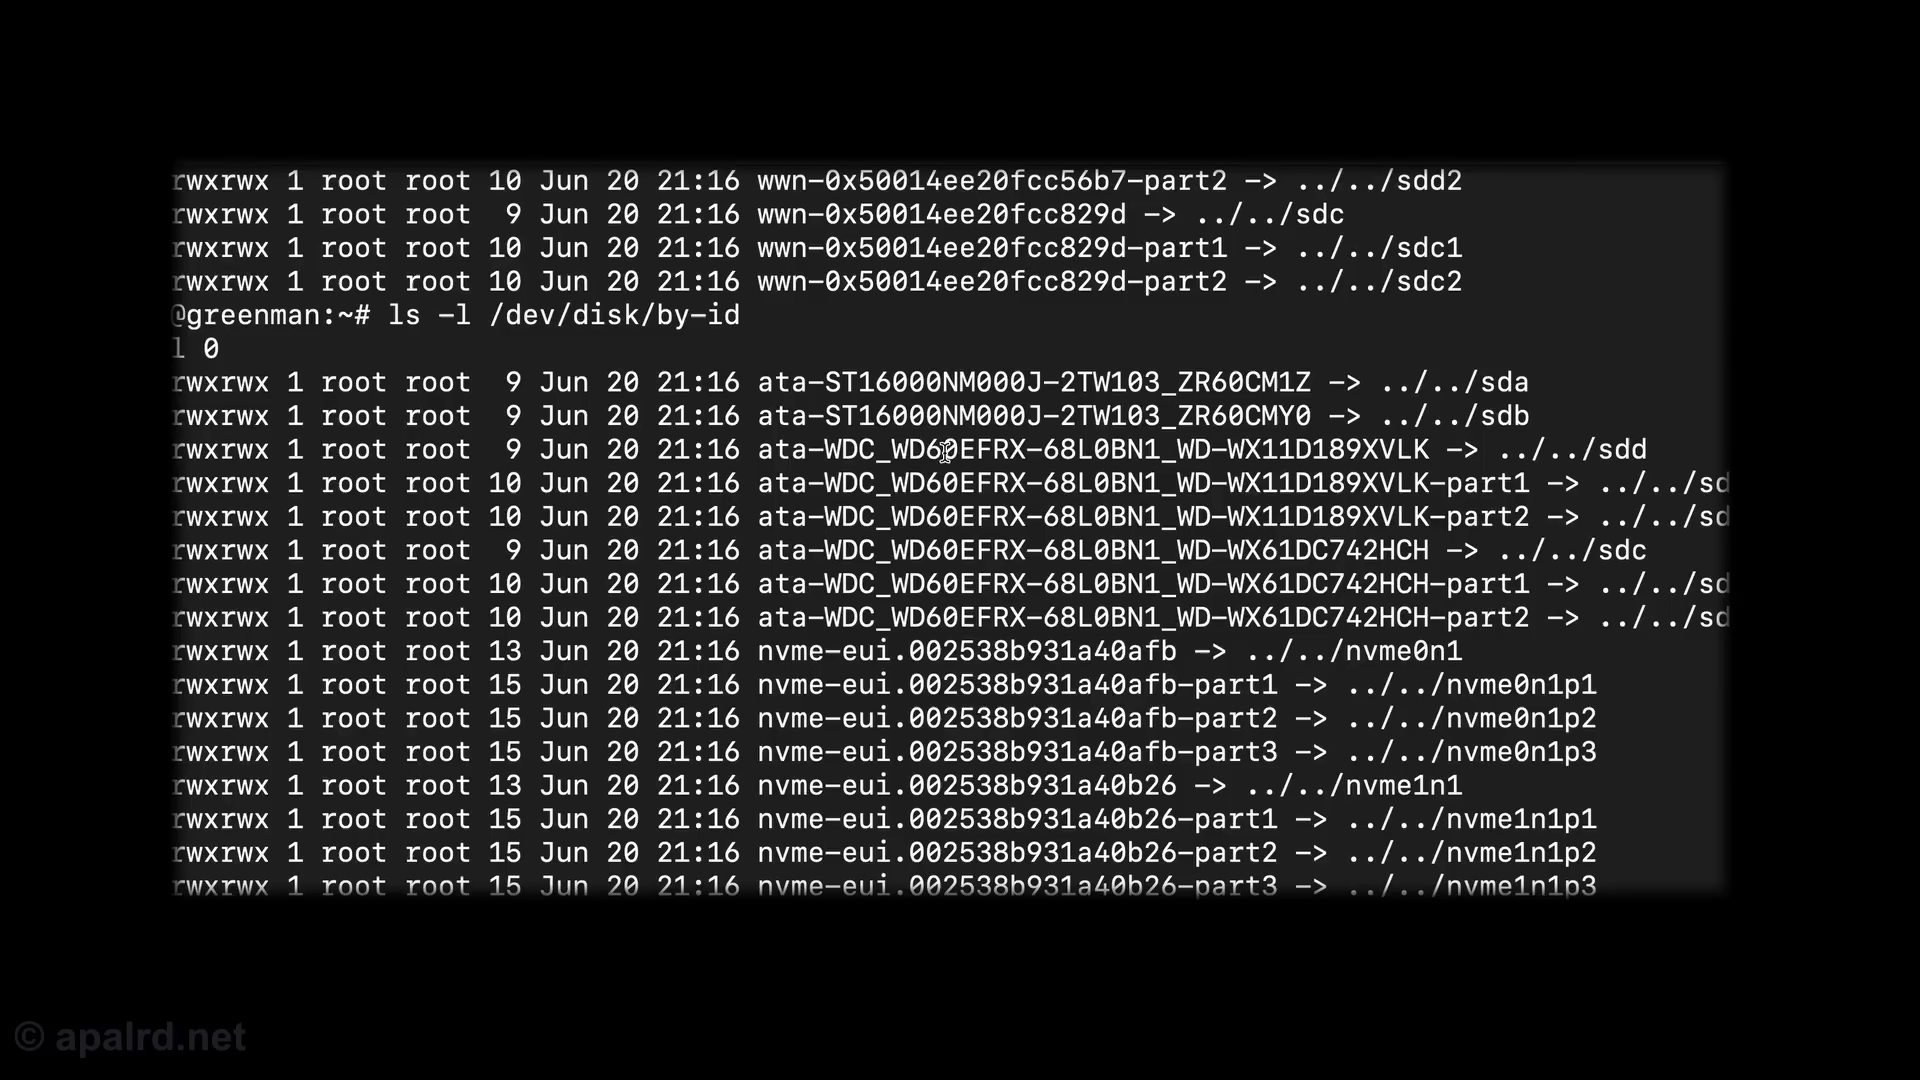 rwxrwx 1 root root 10 Jun 20 21:16 wwn-0x50014ee20fcc56b7-part2 -> ../../sdd2
rwxrwx 1 root root  9 Jun 20 21:16 wwn-0x50014ee20fcc829d -> ../../sdc
rwxrwx 1 root root 10 Jun 20 21:16 wwn-0x50014ee20fcc829d-part1 -> ../../sdc1
rwxrwx 1 root root 10 Jun 20 21:16 wwn-0x50014ee20fcc829d-part2 -> ../../sdc2
@greenman:~# ls -l /dev/disk/by-id
l 0
rwxrwx 1 root root  9 Jun 20 21:16 ata-ST16000NM000J-2TW103_ZR60CM1Z -> ../../sda
rwxrwx 1 root root  9 Jun 20 21:16 ata-ST16000NM000J-2TW103_ZR60CMY0 -> ../../sdb
rwxrwx 1 root root  9 Jun 20 21:16 ata-WDC_WD60EFRX-68L0BN1_WD-WX11D189XVLK -> ../../sdd
rwxrwx 1 root root 10 Jun 20 21:16 ata-WDC_WD60EFRX-68L0BN1_WD-WX11D189XVLK-part1 -> ../../sd
rwxrwx 1 root root 10 Jun 20 21:16 ata-WDC_WD60EFRX-68L0BN1_WD-WX11D189XVLK-part2 -> ../../sd
rwxrwx 1 root root  9 Jun 20 21:16 ata-WDC_WD60EFRX-68L0BN1_WD-WX61DC742HCH -> ../../sdc
rwxrwx 1 root root 10 Jun 20 21:16 ata-WDC_WD60EFRX-68L0BN1_WD-WX61DC742HCH-part1 -> ../../sd
rwxrwx 1 root root 10 Jun 20 21:16 ata-WDC_WD60EFRX-68L0BN1_WD-WX61DC742HCH-part2 -> ../../sd
rwxrwx 1 root root 13 Jun 20 21:16 nvme-eui.002538b931a40afb -> ../../nvme0n1
rwxrwx 1 root root 15 Jun 20 21:16 nvme-eui.002538b931a40afb-part1 -> ../../nvme0n1p1
rwxrwx 1 root root 15 Jun 20 21:16 nvme-eui.002538b931a40afb-part2 -> ../../nvme0n1p2
rwxrwx 1 root root 15 Jun 20 21:16 nvme-eui.002538b931a40afb-part3 -> ../../nvme0n1p3
rwxrwx 1 root root 13 Jun 20 21:16 nvme-eui.002538b931a40b26 -> ../../nvme1n1
rwxrwx 1 root root 15 Jun 20 21:16 nvme-eui.002538b931a40b26-part1 -> ../../nvme1n1p1
rwxrwx 1 root root 15 Jun 20 21:16 nvme-eui.002538b931a40b26-part2 -> ../../nvme1n1p2
rwxrwx 1 root root 15 Jun 20 21:16 nvme-eui.002538b931a40b26-part3 -> ../../nvme1n1p3
© apalrd.net